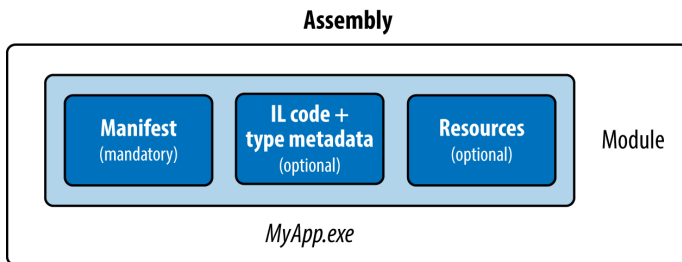 Assembly
Manifest
(mandatory)
IL code +
type metadata
(optional)
Resources
(optional)
Module
MyApp.exe